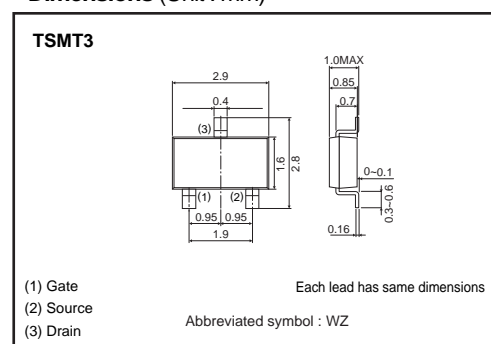 TSMT3
1.0MAX
2.9
0.85
0.4
0.7
(3)
1.6
2.8
0~0.1
(1)
(2)
0.3~0.6
0.95
0.95
0.16
1.9
(1) Gate
Each lead has same dimensions
(2) Source
Abbreviated symbol : WZ
(3) Drain